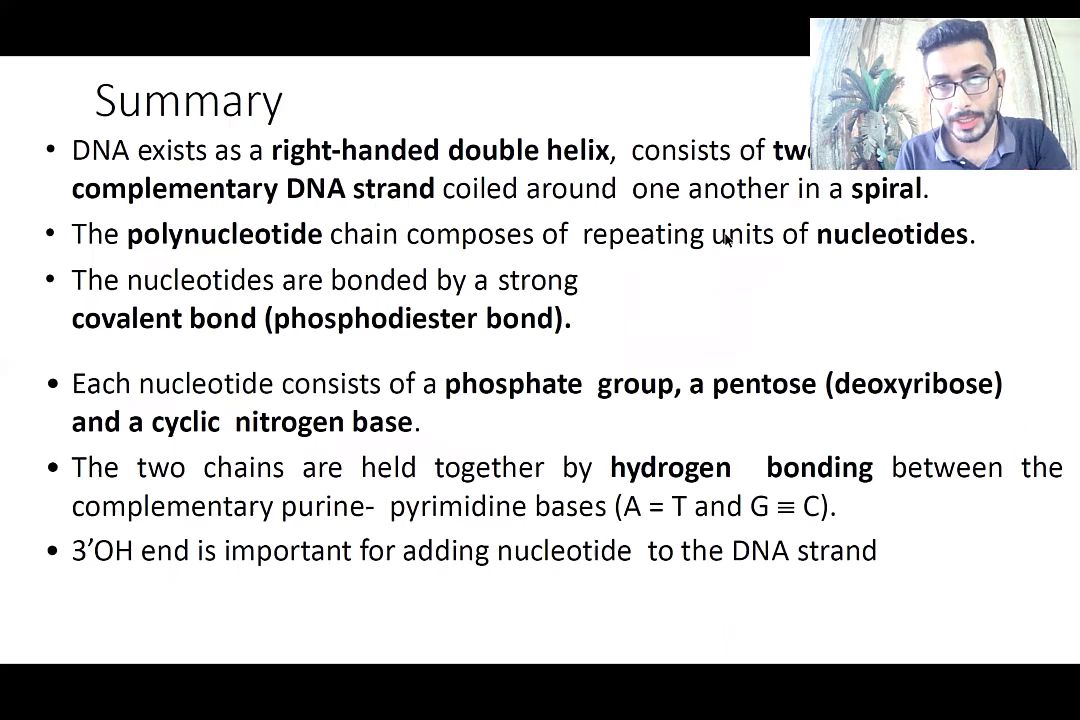 Summary
• DNA exists as a right-handed double helix, consists of
complementary DNA strand coiled around one another in a spiral.
• The polynucleotide chain composes of repeating units of nucleotides.
• The nucleotides are bonded by a strong
covalent bond (phosphodiester bond).
• Each nucleotide consists of a phosphate group, a pentose (deoxyribose)
and a cyclic nitrogen base.
• The two chains are held together by hydrogen bonding between the
complementary purine- pyrimidine bases (A = T and G ≡ C).
• 3’OH end is important for adding nucleotide to the DNA strand